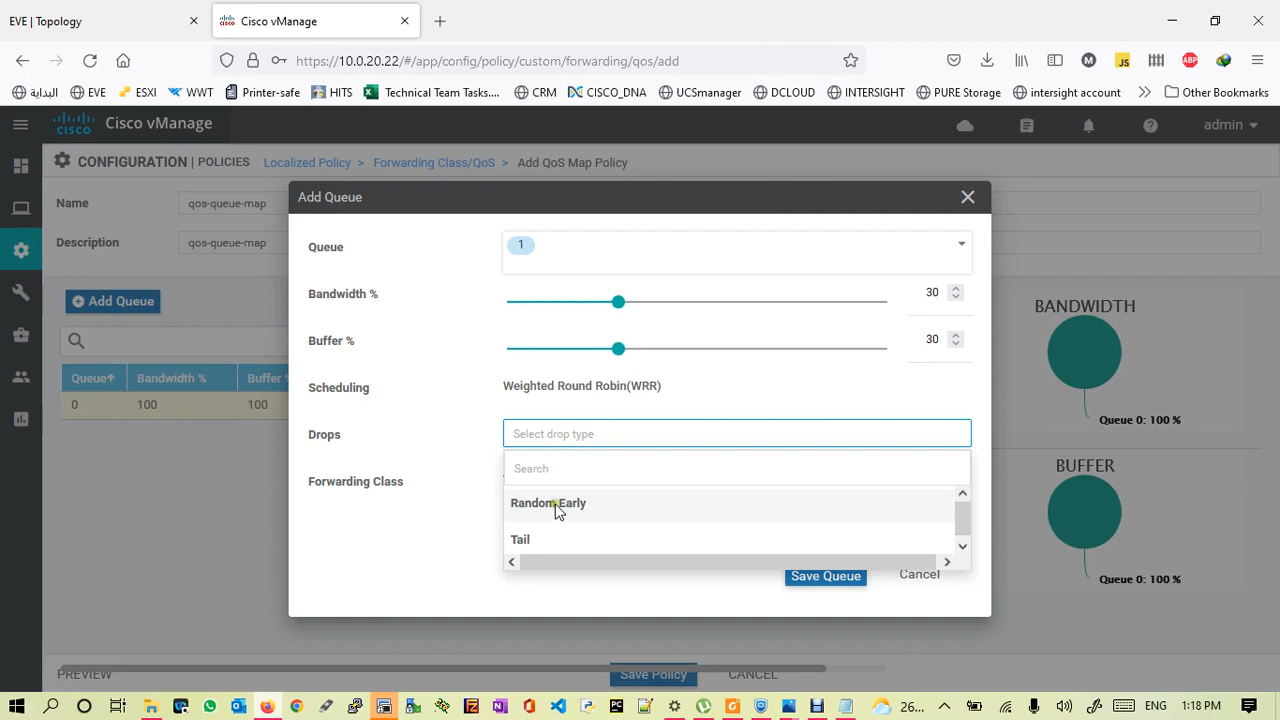 EVE | Topology
Cisco vManage
https://10.0.20.22/#/app/config/policy/custom/forwarding/qos/add
البداية
EVE
ESXI
WWT
Printer-safe
HITS
Technical Team Tasks....
CRM
CISCO_DNA
UCSmanager
DCLOUD
INTERSIGHT
PURE Storage
intersight account
Other Bookmarks
cisco
Cisco vManage
admin
CONFIGURATION | POLICIES
Localized Policy >
Forwarding Class/QoS >
Add QoS Map Policy
Name
qos-queue-map
Description
qos-queue-map
Add Queue
Queue
Bandwidth %
Buffer %
0
100
100
Add Queue
Queue
1
Bandwidth %
30
Buffer %
30
Scheduling
Weighted Round Robin(WRR)
Drops
Select drop type
Search
Random Early
Tail
Forwarding Class
Save Queue
Cancel
BANDWIDTH
Queue 0: 100 %
BUFFER
Queue 0: 100 %
PREVIEW
Save Policy
CANCEL
26...
ENG
1:18 PM